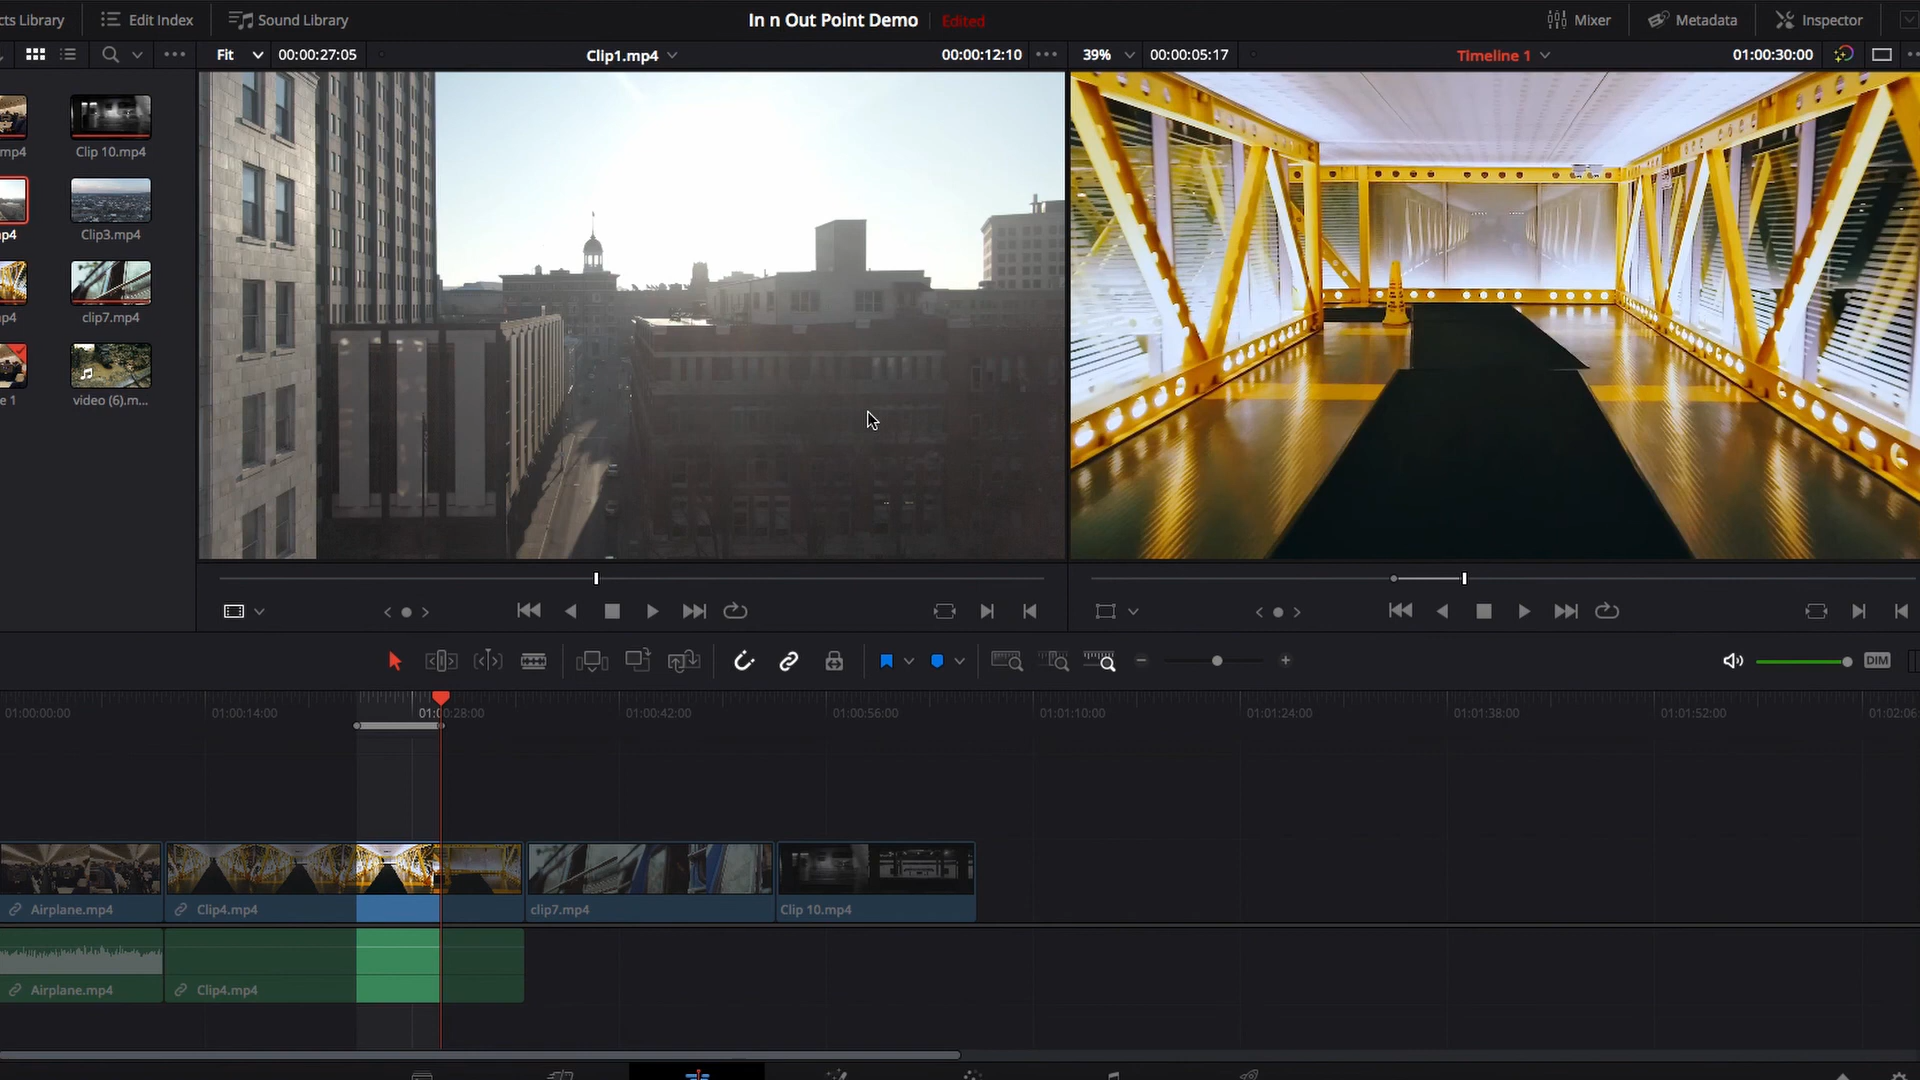 cts Library
Edit Index
Sound Library
In n Out Point Demo
Edited
Mixer
Metadata
Inspector
Fit
00:00:27:05
Clip1.mp4
00:00:12:10
39%
00:00:05:17
Timeline 1
01:00:30:00
mp4
Clip 10.mp4
p4
Clip3.mp4
p4
clip7.mp4
e 1
video (6).m...
DIM
01:00:00:00
01:00:14:00
01:00:28:00
01:00:42:00
01:00:56:00
01:01:10:00
01:01:24:00
01:01:38:00
01:01:52:00
01:02:06
Airplane.mp4
Clip4.mp4
clip7.mp4
Clip 10.mp4
Airplane.mp4
Clip4.mp4